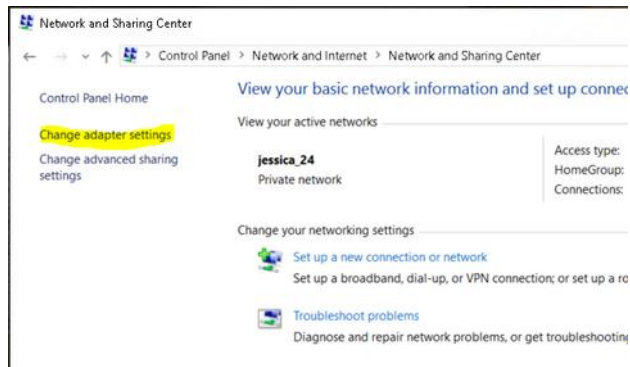 Network and Sharing Center
Control Panel > Network and Internet > Network and Sharing Center
Control Panel Home
Change adapter settings
Change advanced sharing
settings
View your basic network information and set up
View your active networks
jessica_24
Private network
Access type:
HomeGroup:
Connections:
Change your networking settings
Set up a new connection or network
Set up a broadband, dial-up, or VPN connection; or set up a
Troubleshoot problems
Diagnose and repair network problems, or get troubleshooting